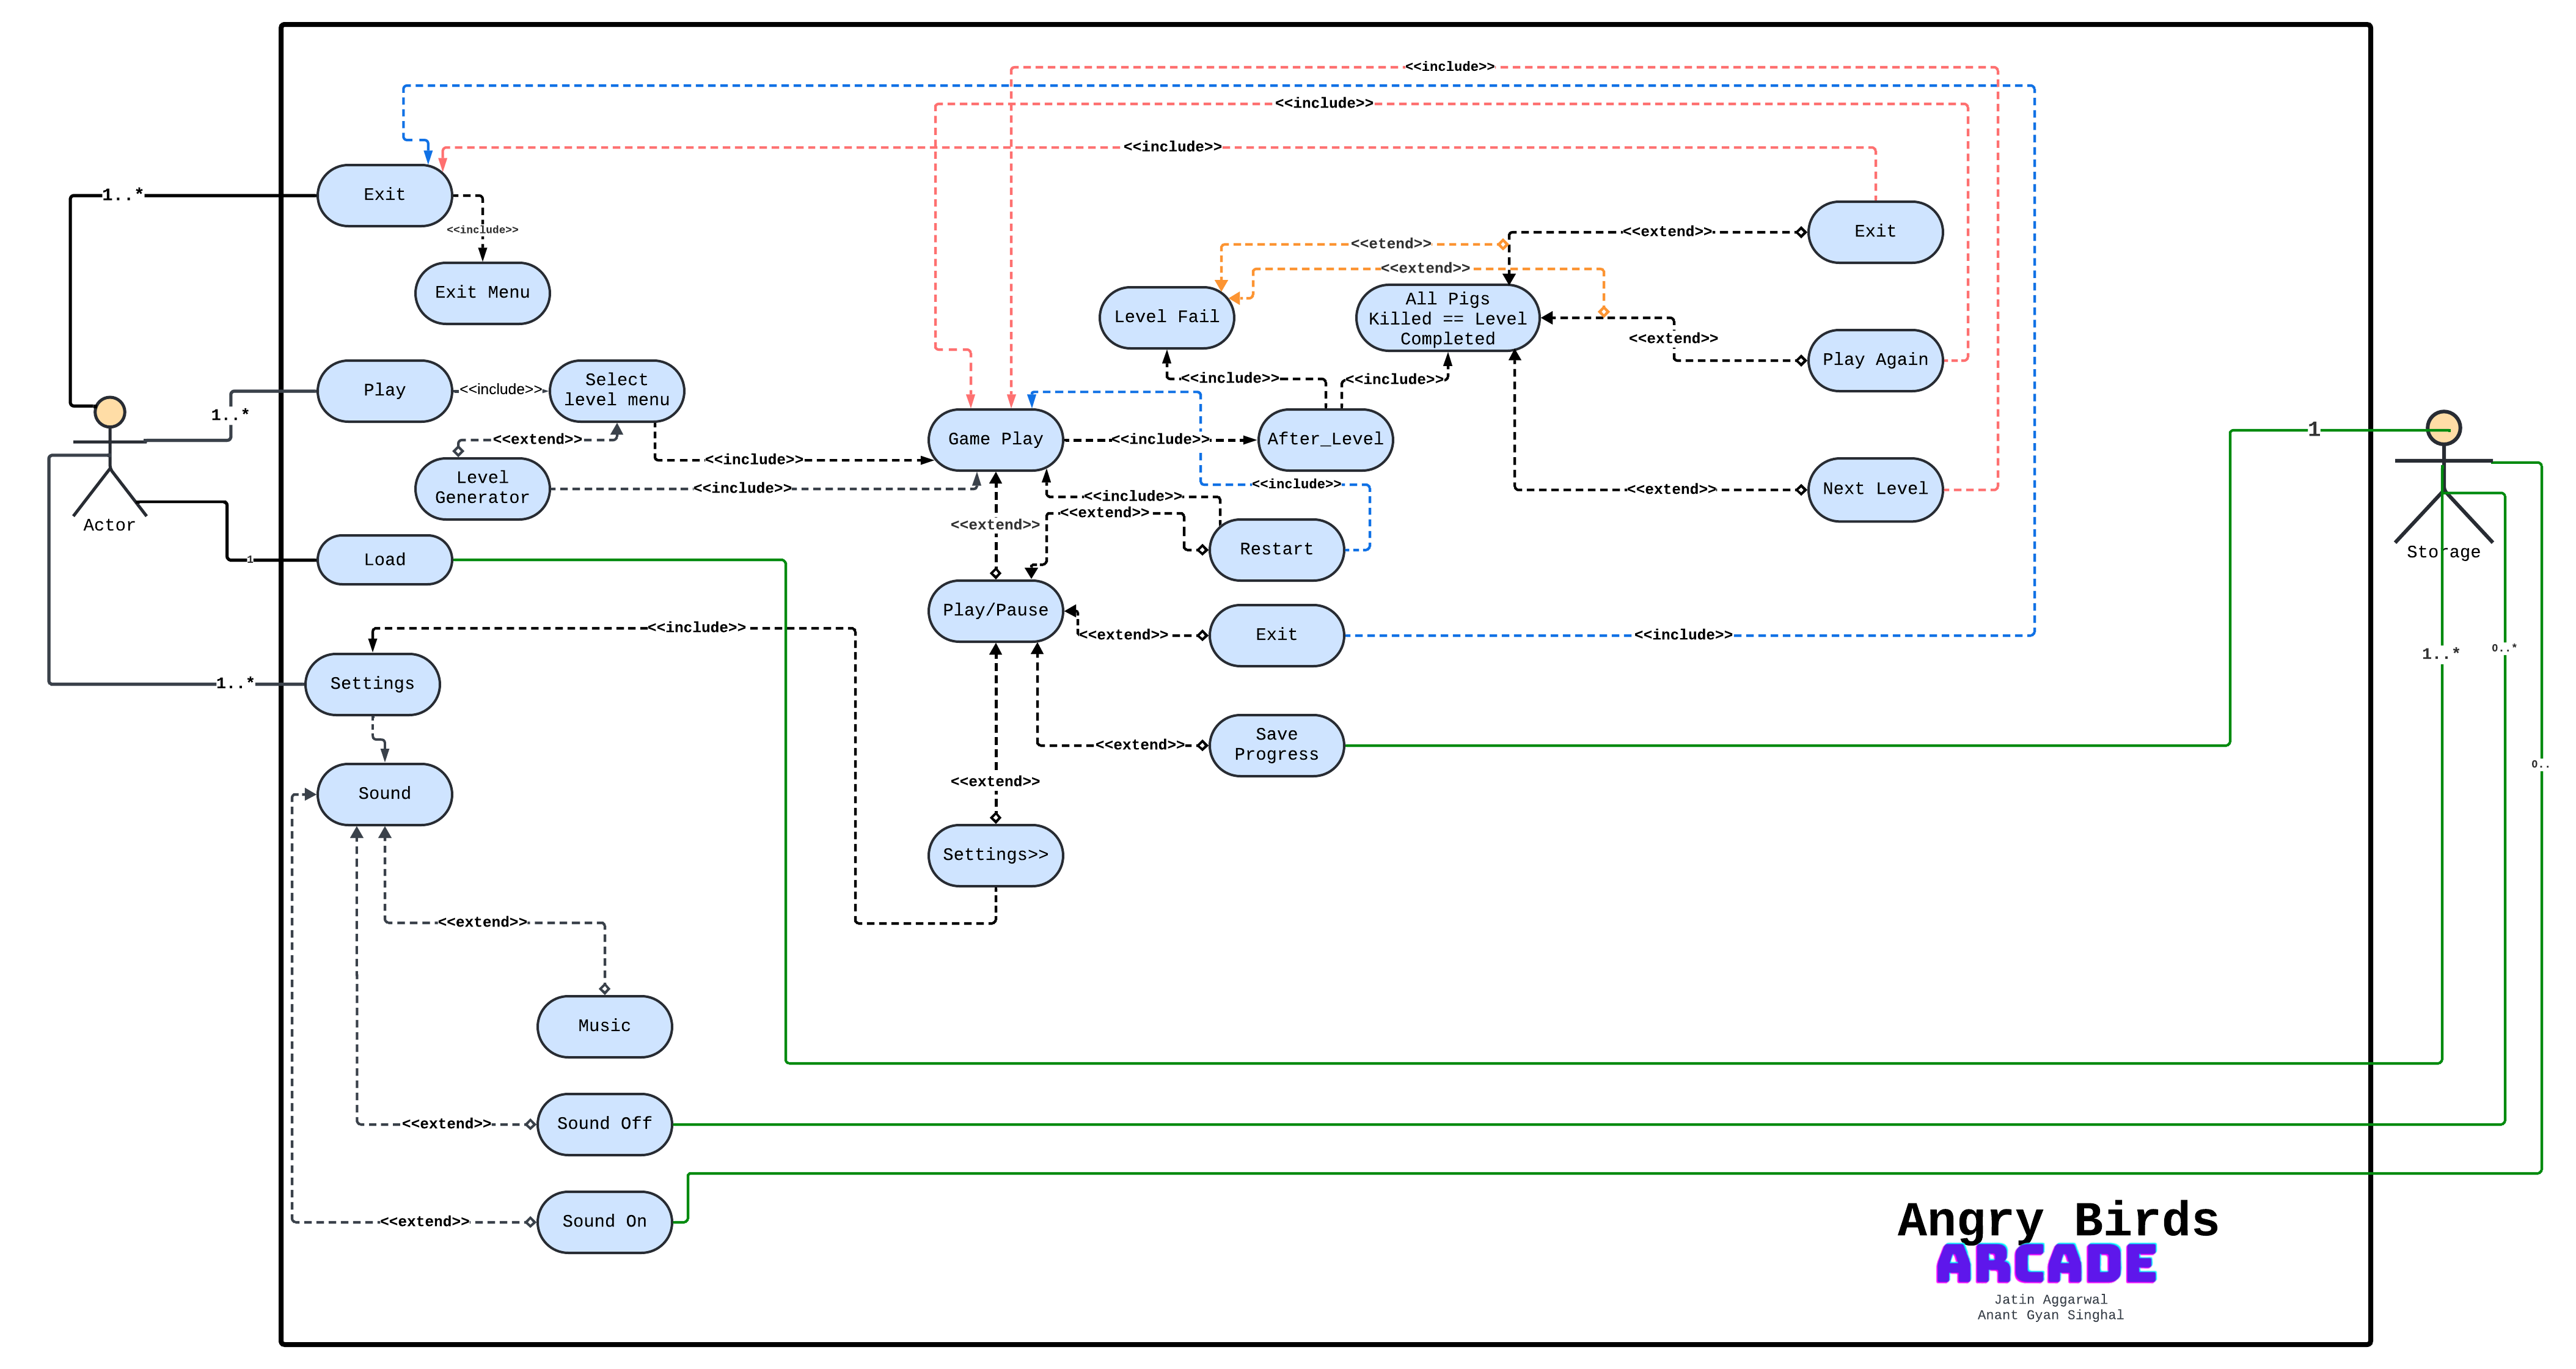 <<include>>
<<include>>
<<include>>
Exit
1..*
<<include>>
Exit Menu
Exit
<<extend>>
<<etend>>
<<extend>>
Level Fail
All Pigs
Killed == Level
Completed
<<extend>>
Play Again
<<include>>
<<include>>
Play
<<include>>
Select
level menu
1..*
<<extend>>
<<include>>
Level
Generator
<<include>>
Game Play
<<include>>
After_Level
<<include>>
<<include>>
<<extend>>
<<extend>>
<<extend>>
Next Level
1
Actor
Storage
Restart
Load
1
Play/Pause
<<extend>>
Exit
<<include>>
<<include>>
1..*
0..*
Settings
1..*
<<extend>>
Save
Progress
0..
<<extend>>
Sound
Settings>>
<<extend>>
Music
<<extend>>
Sound Off
<<extend>>
Sound On
Angry Birds
ARCADE
Jatin Aggarwal
Anant Gyan Singhal